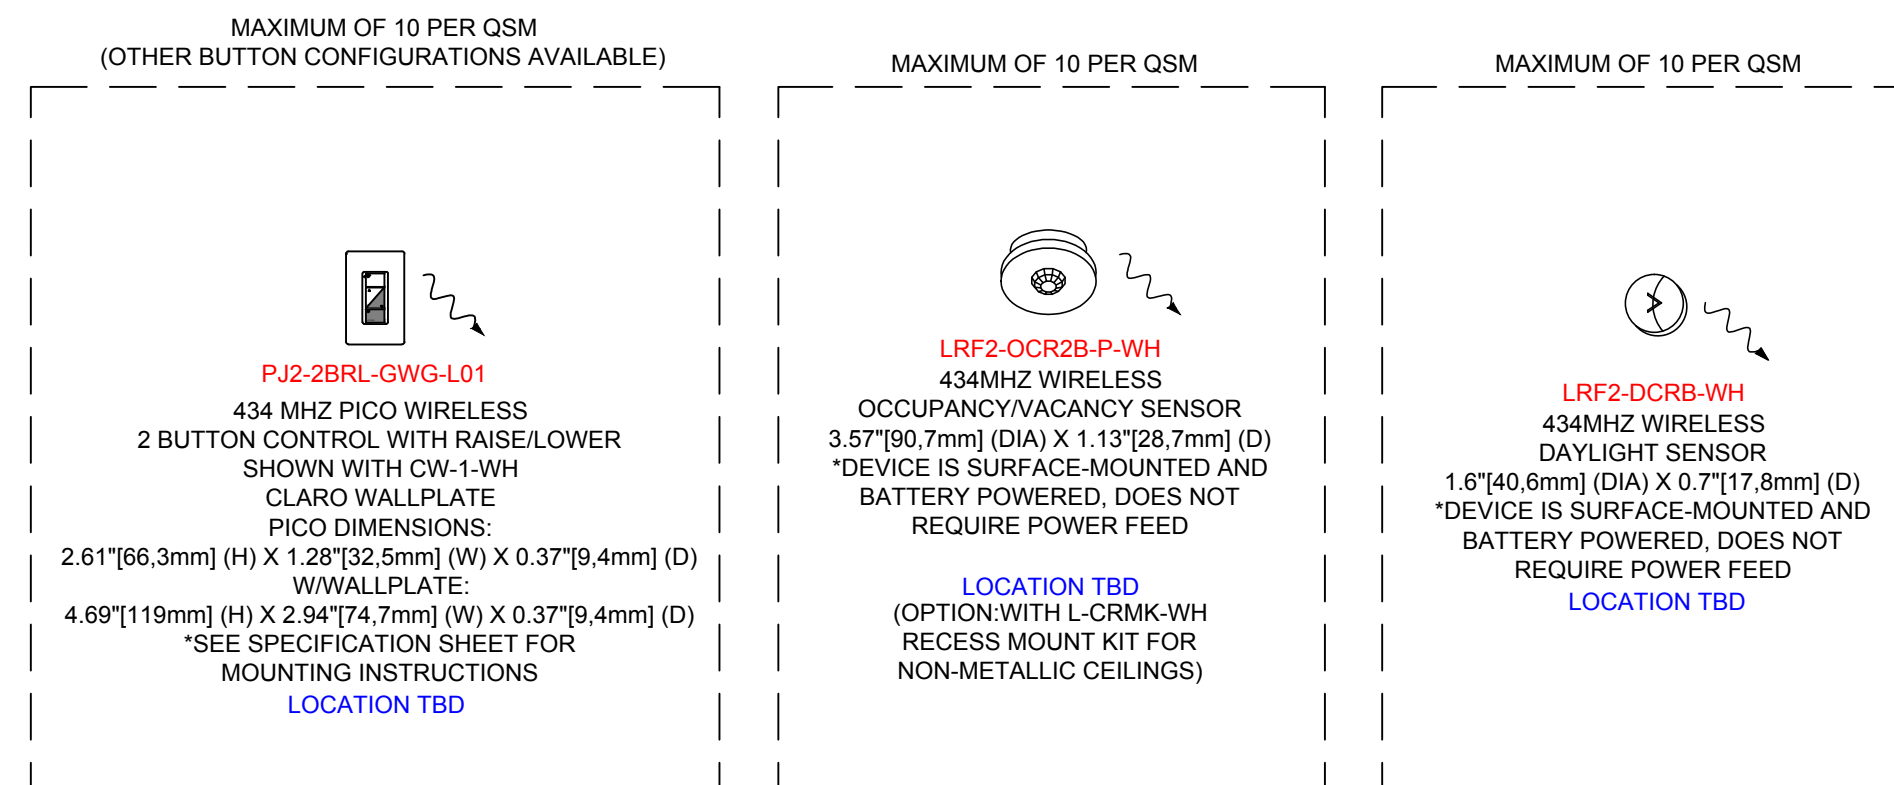 MAXIMUM OF 10 PER QSM
(OTHER BUTTON CONFIGURATIONS AVAILABLE)
PJ2-2BRL-GWG-L01
434 MHZ PICO WIRELESS
2 BUTTON CONTROL WITH RAISE/LOWER
SHOWN WITH CW-1-WH
CLARO WALLPLATE
PICO DIMENSIONS:
2.61"[66,3mm] (H) X 1.28"[32,5mm] (W) X 0.37"[9,4mm] (D)
W/WALLPLATE:
4.69"[119mm] (H) X 2.94"[74,7mm] (W) X 0.37"[9,4mm] (D)
*SEE SPECIFICATION SHEET FOR
MOUNTING INSTRUCTIONS
LOCATION TBD
MAXIMUM OF 10 PER QSM
LRF2-OCR2B-P-WH
434MHZ WIRELESS
OCCUPANCY/VACANCY SENSOR
3.57"[90,7mm] (DIA) X 1.13"[28,7mm] (D)
*DEVICE IS SURFACE-MOUNTED AND
BATTERY POWERED, DOES NOT
REQUIRE POWER FEED
LOCATION TBD
(OPTION:WITH L-CRMK-WH
RECESS MOUNT KIT FOR
NON-METALLIC CEILINGS)
MAXIMUM OF 10 PER QSM
LRF2-DCRB-WH
434MHZ WIRELESS
DAYLIGHT SENSOR
1.6"[40,6mm] (DIA) X 0.7"[17,8mm] (D)
*DEVICE IS SURFACE-MOUNTED AND
BATTERY POWERED, DOES NOT
REQUIRE POWER FEED
LOCATION TBD